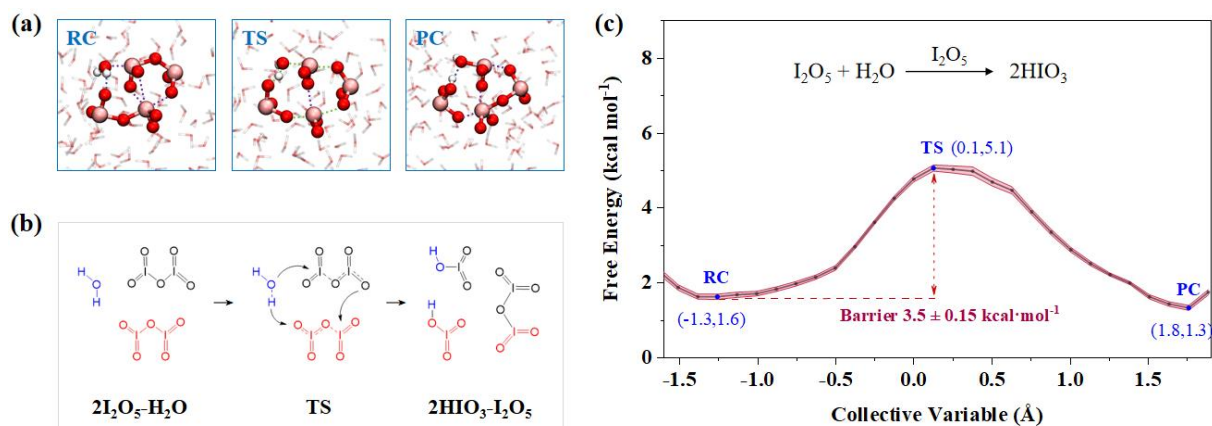 (a)
RC
TS
PC
(b)
H
O
H
O O O O
I I
O
O O O
I I
O O
H
O
H
O O O O
I I
O
O O O
I I
O O
H
O O
I
O
H
O O
I
O
O
I O
O
O
I O
O
2I₂O₅-H₂O
TS
2HIO₃-I₂O₅
(c)
Free Energy (kcal mol⁻¹)
8
6
4
2
0
I₂O₅ + H₂O I₂O₅ 2HIO₃
TS (0.1,5.1)
RC
(-1.3,1.6)
Barrier 3.5 ± 0.15 kcal·mol⁻¹
PC
(1.8,1.3)
-1.5 -1.0 -0.5 0.0 0.5 1.0 1.5
Collective Variable (Å)